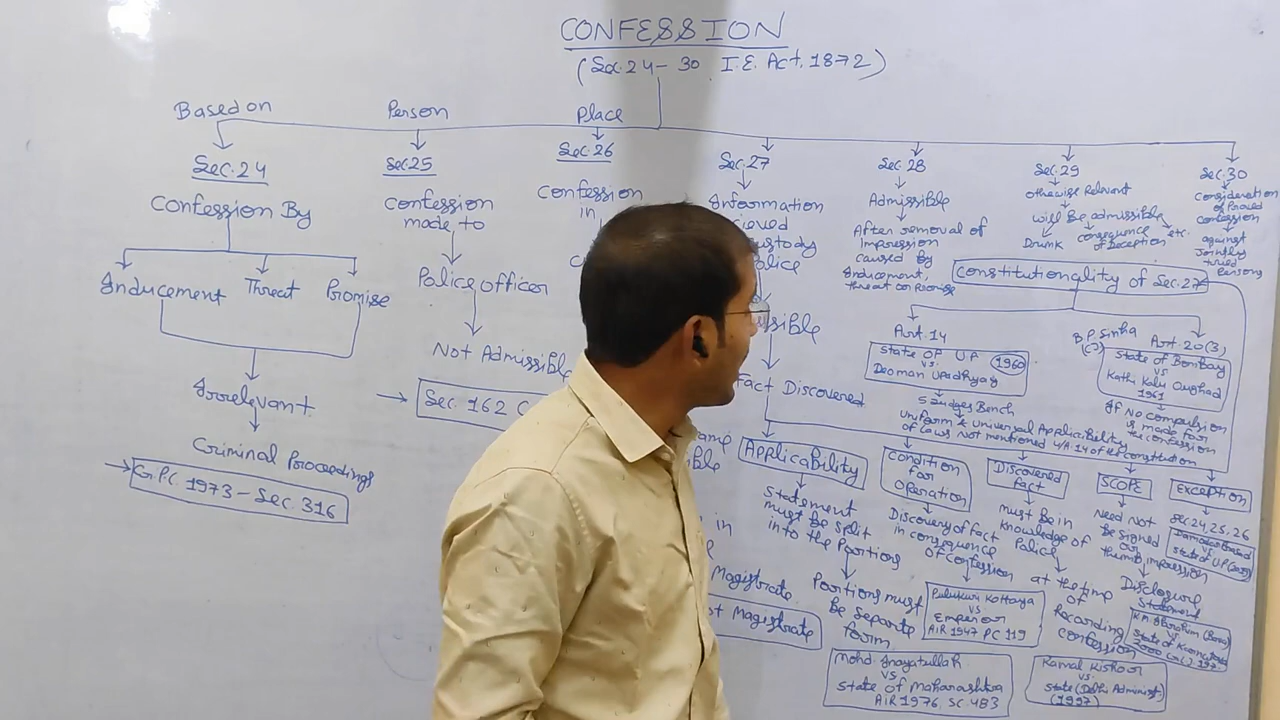 CONFESSION
(Sec.24-30 I.E. Act, 1872)
Based on
Person
Place
Sec.24
Confession By
Inducement
Threat
Promise
Irrelevant
Criminal Proceedings
Cr.P.C. 1973 - Sec. 316
Sec.25
confession
made to
Police officer
Not Admissible
Sec. 162 C
Sec.26
confession
in
Magistrate
Magistrate
Sec.27
Information
custody
Fact Discovered
Sec.28
Admissible
After removal of
impression
caused by
Inducement,
threat or Promise
Sec.29
otherwise Relevant
will Be admissible
Drunk
consequence
of Deception
etc.
Sec.30
consideration
of Proved
confession
against
Jointly
tried
Persons
Constitutionality of Sec.27
Art.14
State of U.P
vs.
Deoman Upadhyay
1960
5 Judges Bench
uniform & universal Applicability
of laws not mentioned u/A.14 of the constitution
B.P. Sinha
(CJ)
Art. 20(3)
State of Bombay
vs
Kathi Kalu Oughad
1961
If No compulsion
is made for
the confession
Applicability
Statement
must be split
into the Portions
Portions must
be separate
form
Mohd. Inayatullah
vs.
State of Maharashtra
AIR 1976, SC. 483
Condition
for
Operation
Discovery of fact
in consequence
of confession
Pulukuri Kottaya
vs
Emperor
AIR 1947 PC 119
Discovered
fact
must be in
knowledge of
Police
at the time
of
Recording
confession
Kamal Kishore
vs.
State (Delhi Administ)
(1997)
SCOPE
Need Not
be signed
or
thumb impression
Disclosure
Statement
State of Karnataka
EXCEPTION
Sec. 24, 25, 26
vs.
State of UP